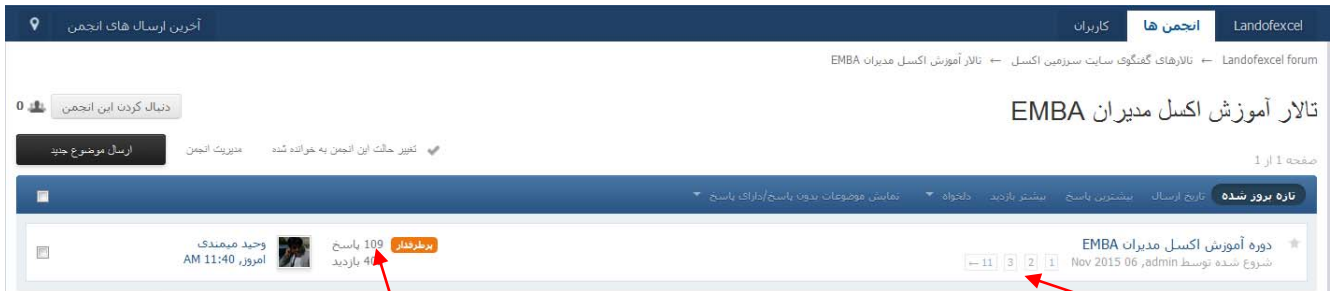 Landofexcel انجمن ها کاربران آخرین ارسال های انجمن
Landofexcel forum ← تالارهای گفتگوی سایت سرزمین اکسل ← تالار آموزش اکسل مدیران EMBA
تالار آموزش اکسل مدیران EMBA
دنبال کردن این انجمن 0
صفحه 1 از 1
تغییر حالت این انجمن به خوانده شده مدیریت انجمن ارسال موضوع جدید
تازه بروز شده تاریخ ارسال بیشترین پاسخ بیشتر بازدید دلخواه نمایش موضوعات بدون پاسخ/دارای پاسخ
دوره آموزش اکسل مدیران EMBA
شروع شده توسط admin, 06 Nov 2015 1 2 3 11 ←
پرطرفدار 109 پاسخ
بازدید
وحید میمندی
امروز, 11:40 AM